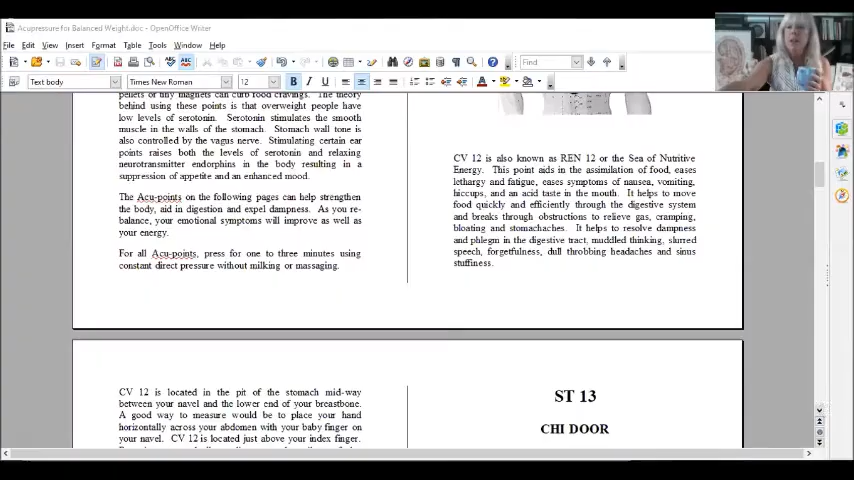 Acupressure for Balanced Weight.doc - OpenOffice Writer
File Edit View Insert Format Table Tools Window Help
Find
Text body Times New Roman 12 B I U A
pellets or tiny magnets can curb food cravings. The theory
behind using these points is that overweight people have
low levels of serotonin. Serotonin stimulates the smooth
muscle in the walls of the stomach. Stomach wall tone is
also controlled by the vagus nerve. Stimulating certain ear
points raises both the levels of serotonin and relaxing
neurotransmitter endorphins in the body resulting in a
suppression of appetite and an enhanced mood.
The Acu-points on the following pages can help strengthen
the body, aid in digestion and expel dampness. As you re-
balance, your emotional symptoms will improve as well as
your energy.
For all Acu-points, press for one to three minutes using
constant direct pressure without milking or massaging.
CV 12 is also known as REN 12 or the Sea of Nutritive
Energy. This point aids in the assimilation of food, eases
lethargy and fatigue, eases symptoms of nausea, vomiting,
hiccups, and an acid taste in the mouth. It helps to move
food quickly and efficiently through the digestive system
and breaks through obstructions to relieve gas, cramping,
bloating and stomachaches. It helps to resolve dampness
and phlegm in the digestive tract, muddled thinking, slurred
speech, forgetfulness, dull throbbing headaches and sinus
stuffiness.
CV 12 is located in the pit of the stomach mid-way
between your navel and the lower end of your breastbone.
A good way to measure would be to place your hand
horizontally across your abdomen with your baby finger on
your navel. CV 12 is located just above your index finger.
ST 13
CHI DOOR